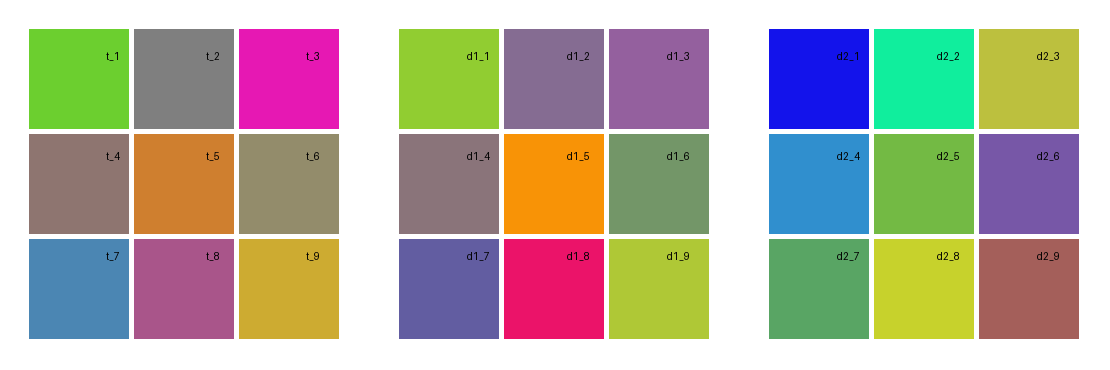 t_1 t_2 t_3 d1_1 d1_2 d1_3 d2_1 d2_2 d2_3
t_4 t_5 t_6 d1_4 d1_5 d1_6 d2_4 d2_5 d2_6
t_7 t_8 t_9 d1_7 d1_8 d1_9 d2_7 d2_8 d2_9